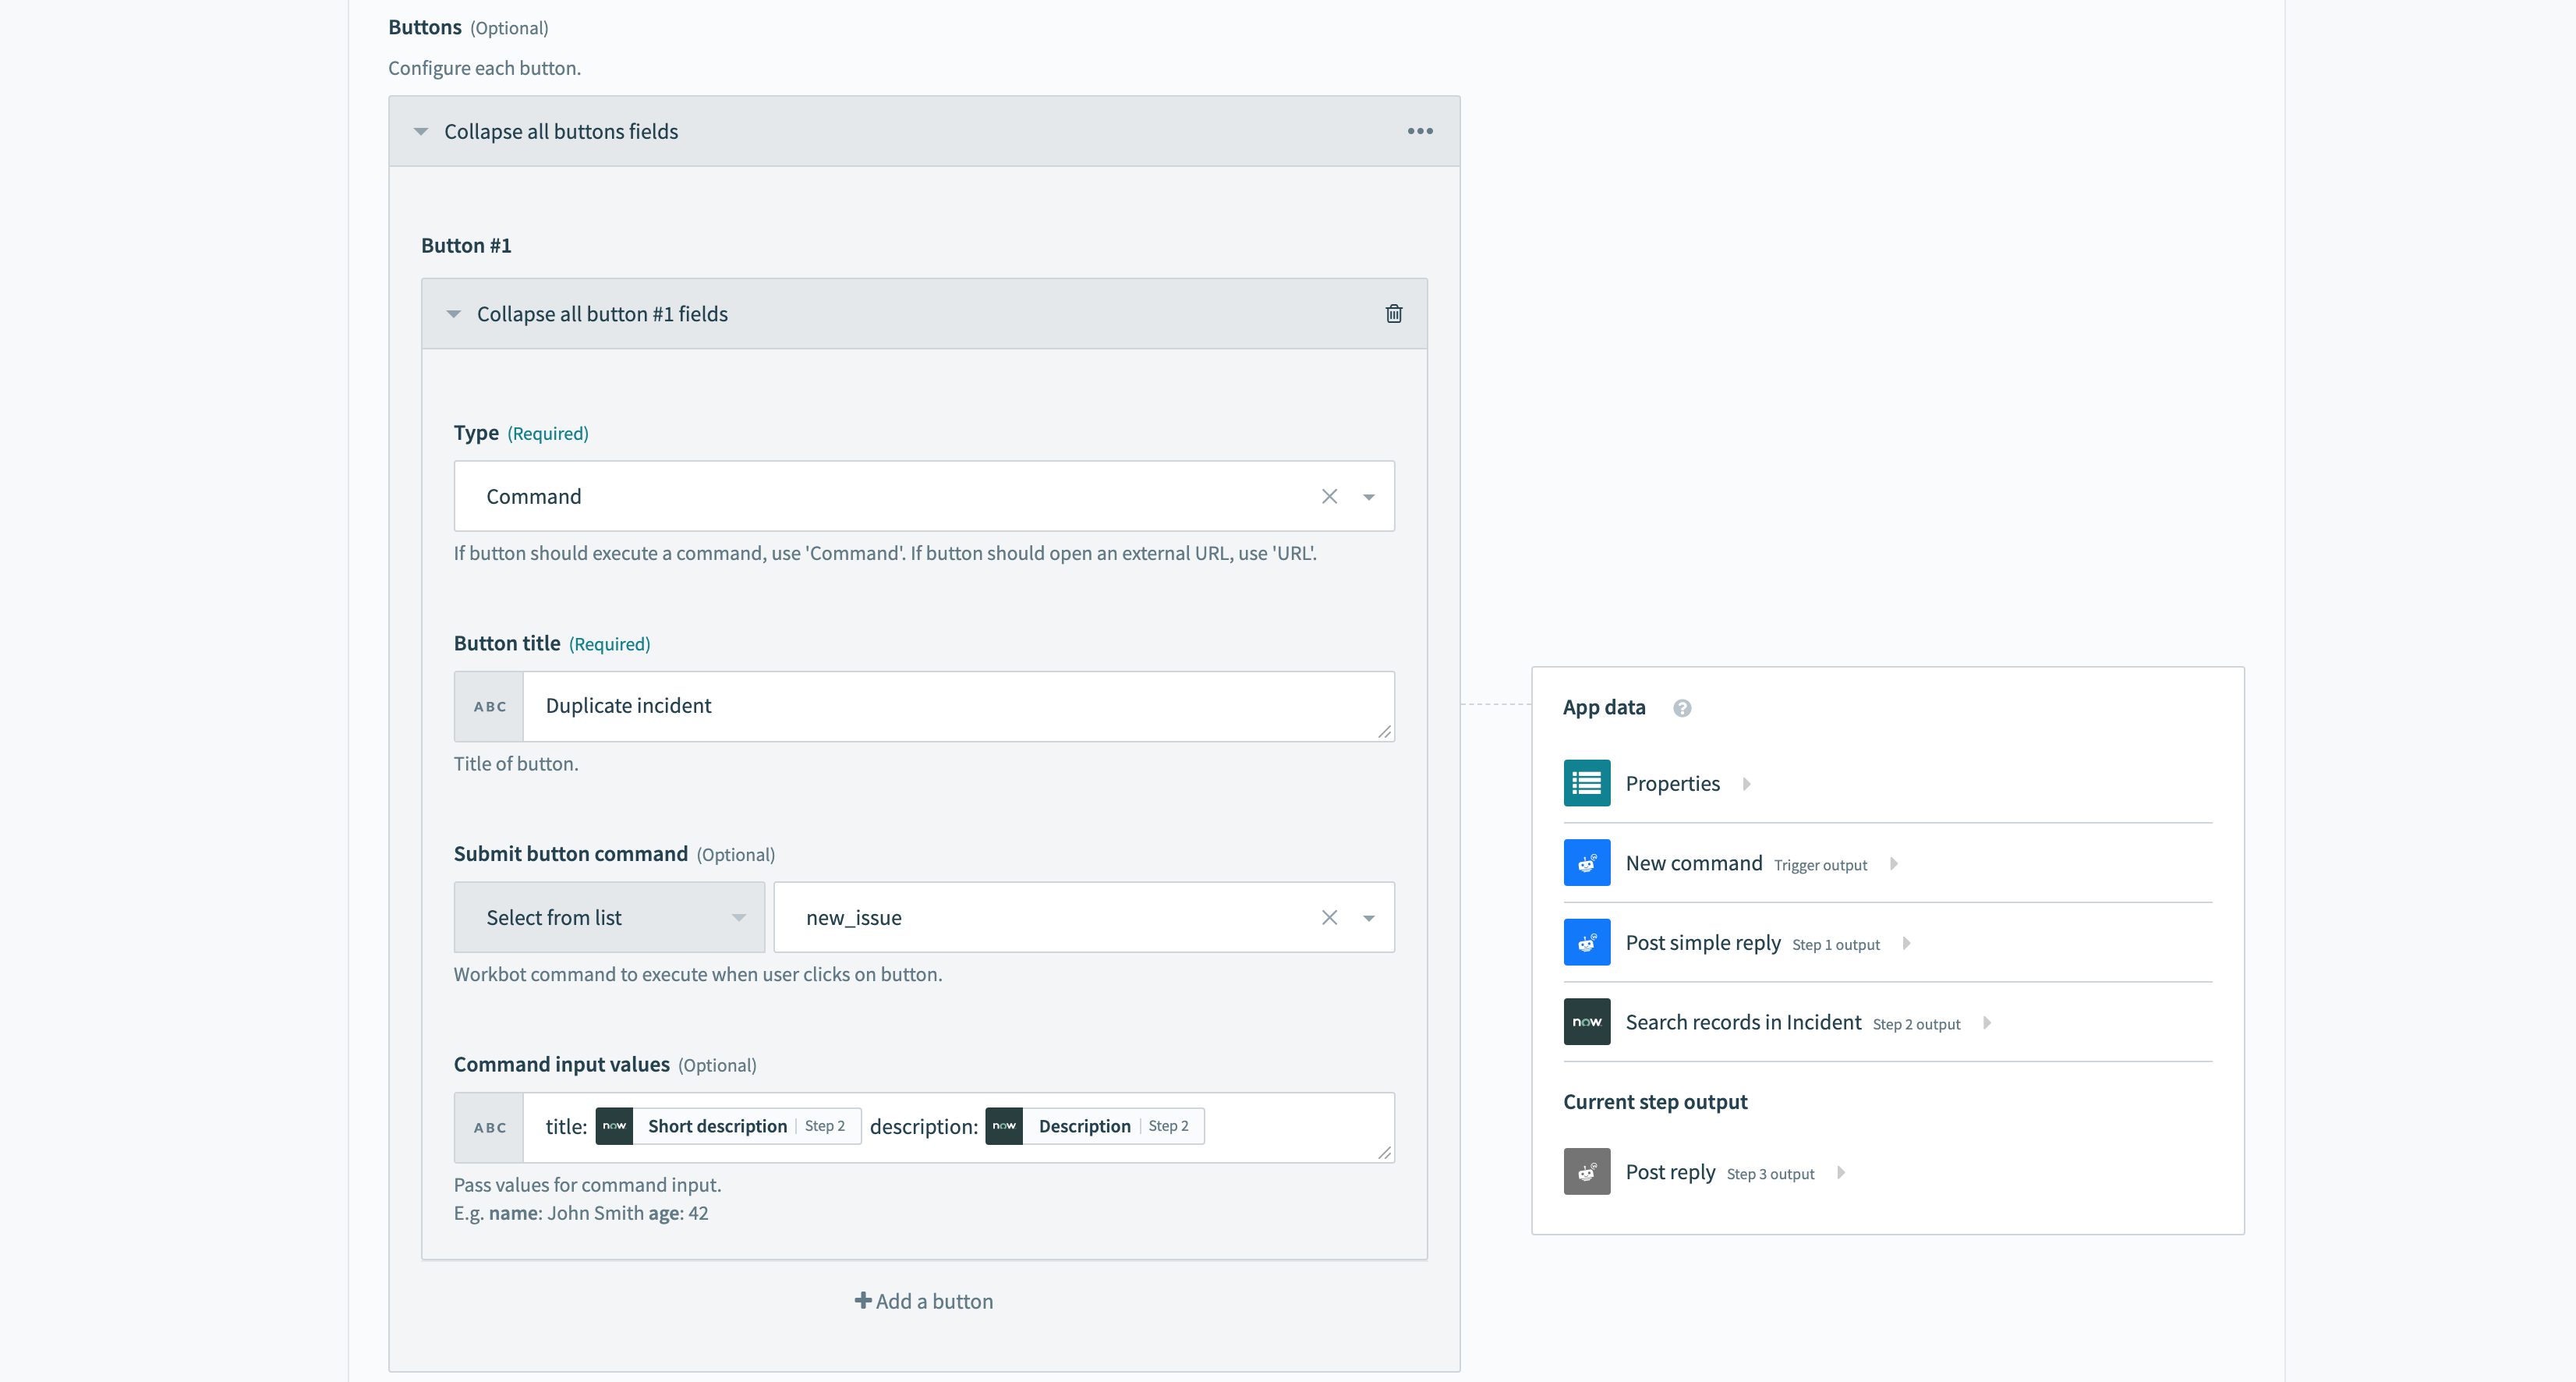 Buttons (Optional)
Configure each button.
Collapse all buttons fields
Button #1
Collapse all button #1 fields
Type (Required)
Command
If button should execute a command, use 'Command'. If button should open an external URL, use 'URL'.
Button title (Required)
ABC Duplicate incident
Title of button.
Submit button command (Optional)
Select from list new_issue
Workbot command to execute when user clicks on button.
Command input values (Optional)
ABC title: now Short description | Step 2 description: now Description | Step 2
Pass values for command input.
E.g. name: John Smith age: 42
+ Add a button
App data ?
Properties
New command Trigger output
Post simple reply Step 1 output
now Search records in Incident Step 2 output
Current step output
Post reply Step 3 output